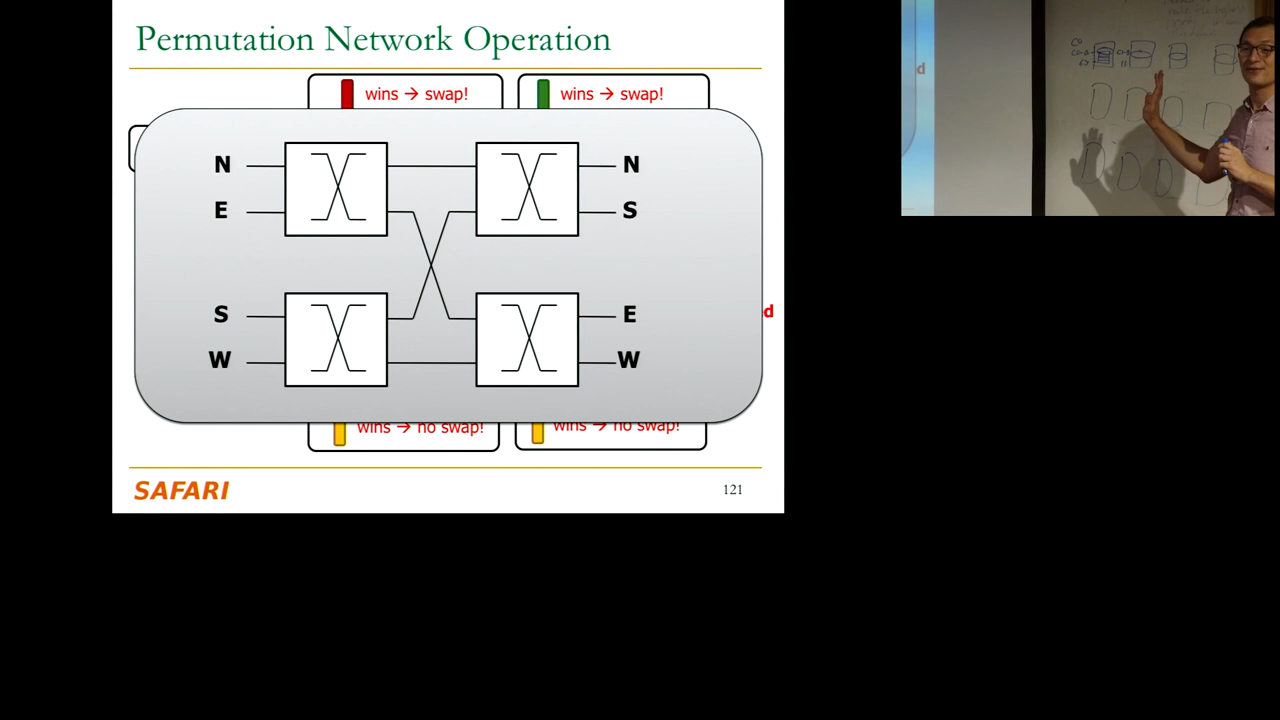 Permutation Network Operation
wins → swap!
wins → swap!
N
N
E
S
S
E
W
W
d
wins → no swap!
wins → no swap!
SAFARI
121
d